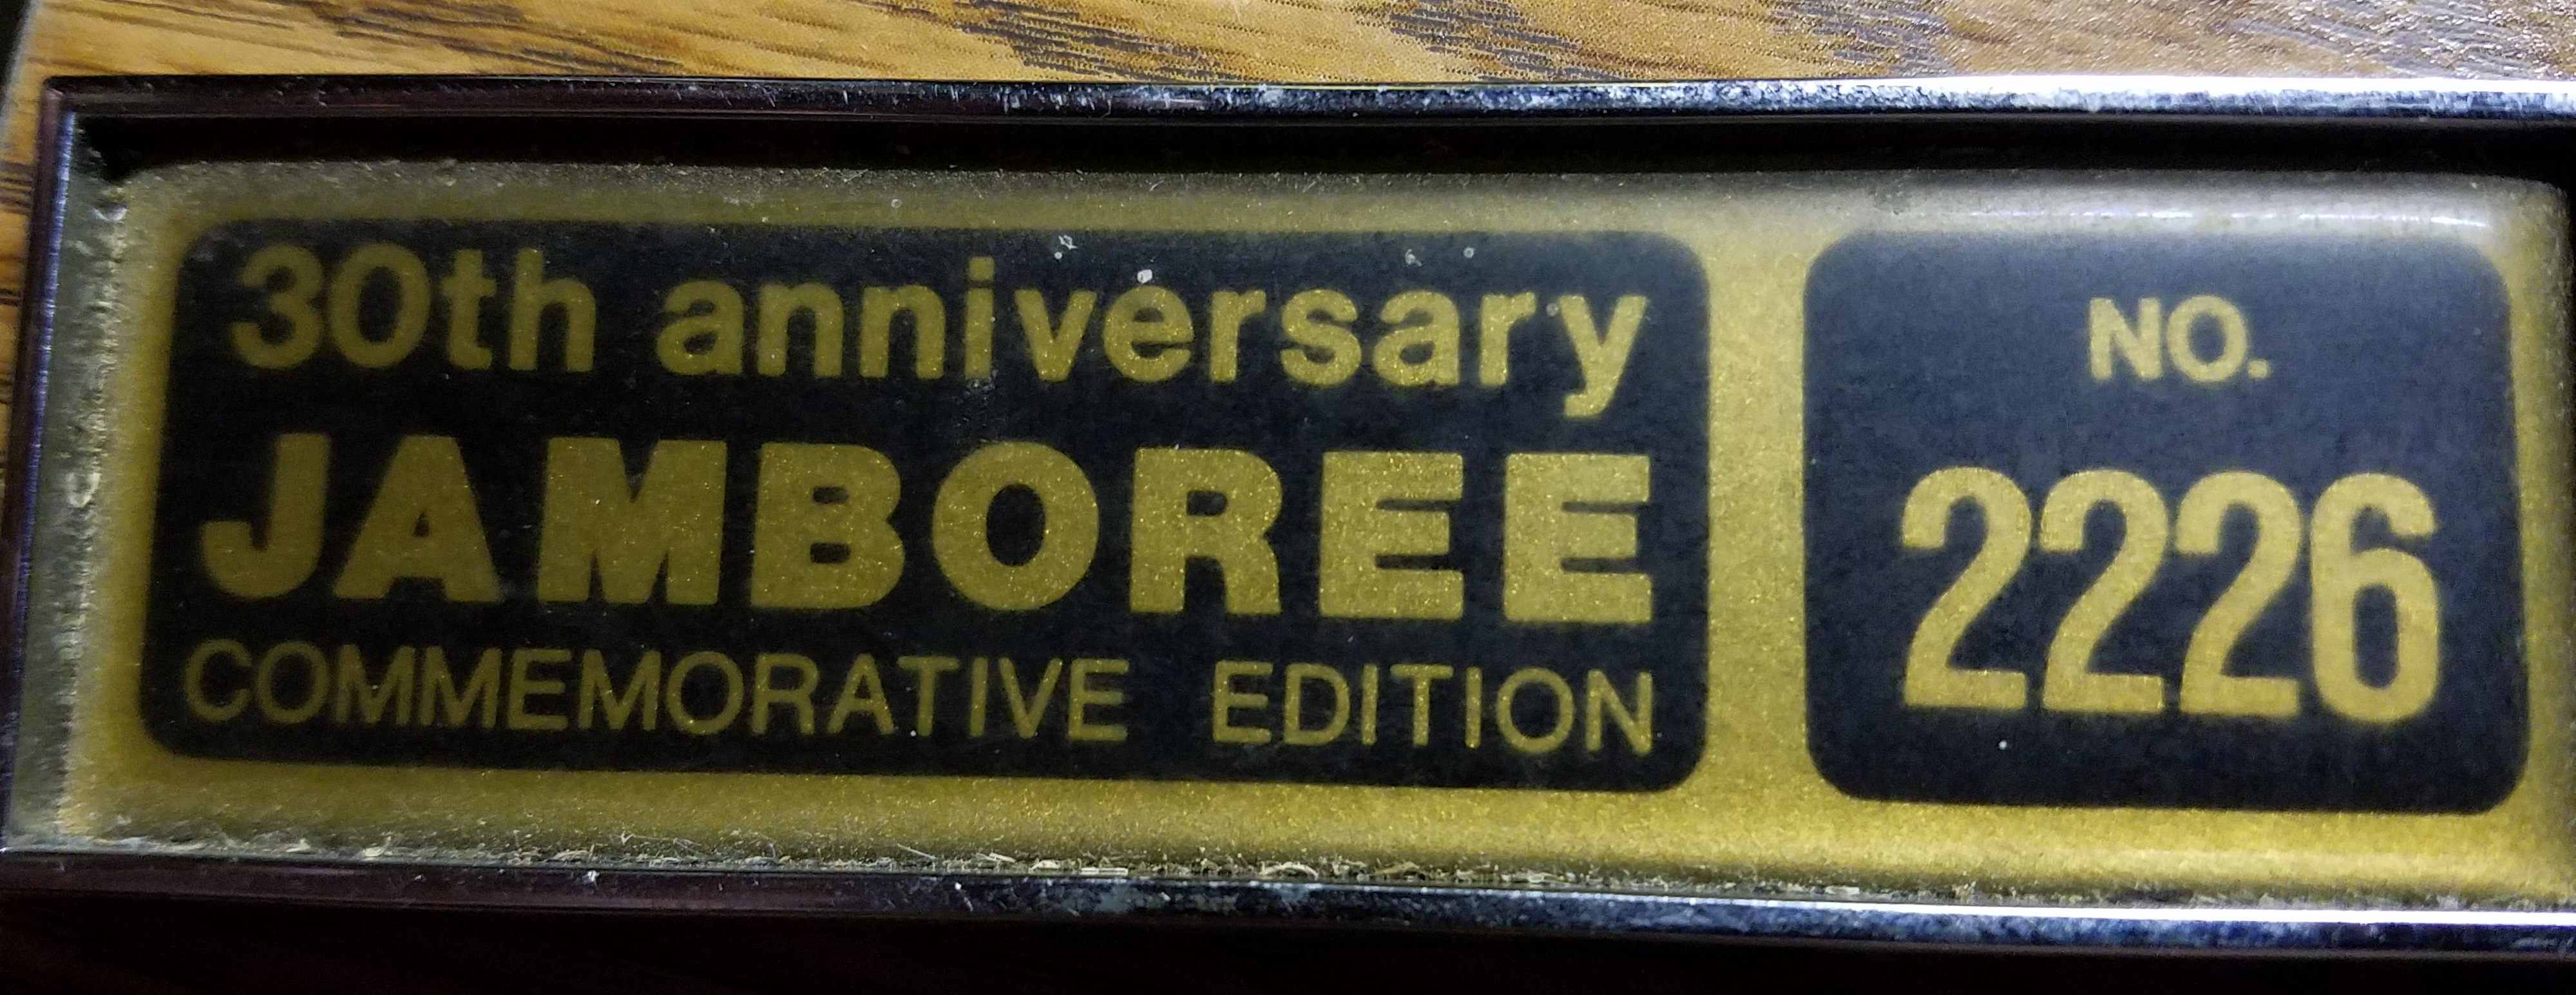 30th anniversary
JAMBOREE
COMMEMORATIVE EDITION
NO.
2226